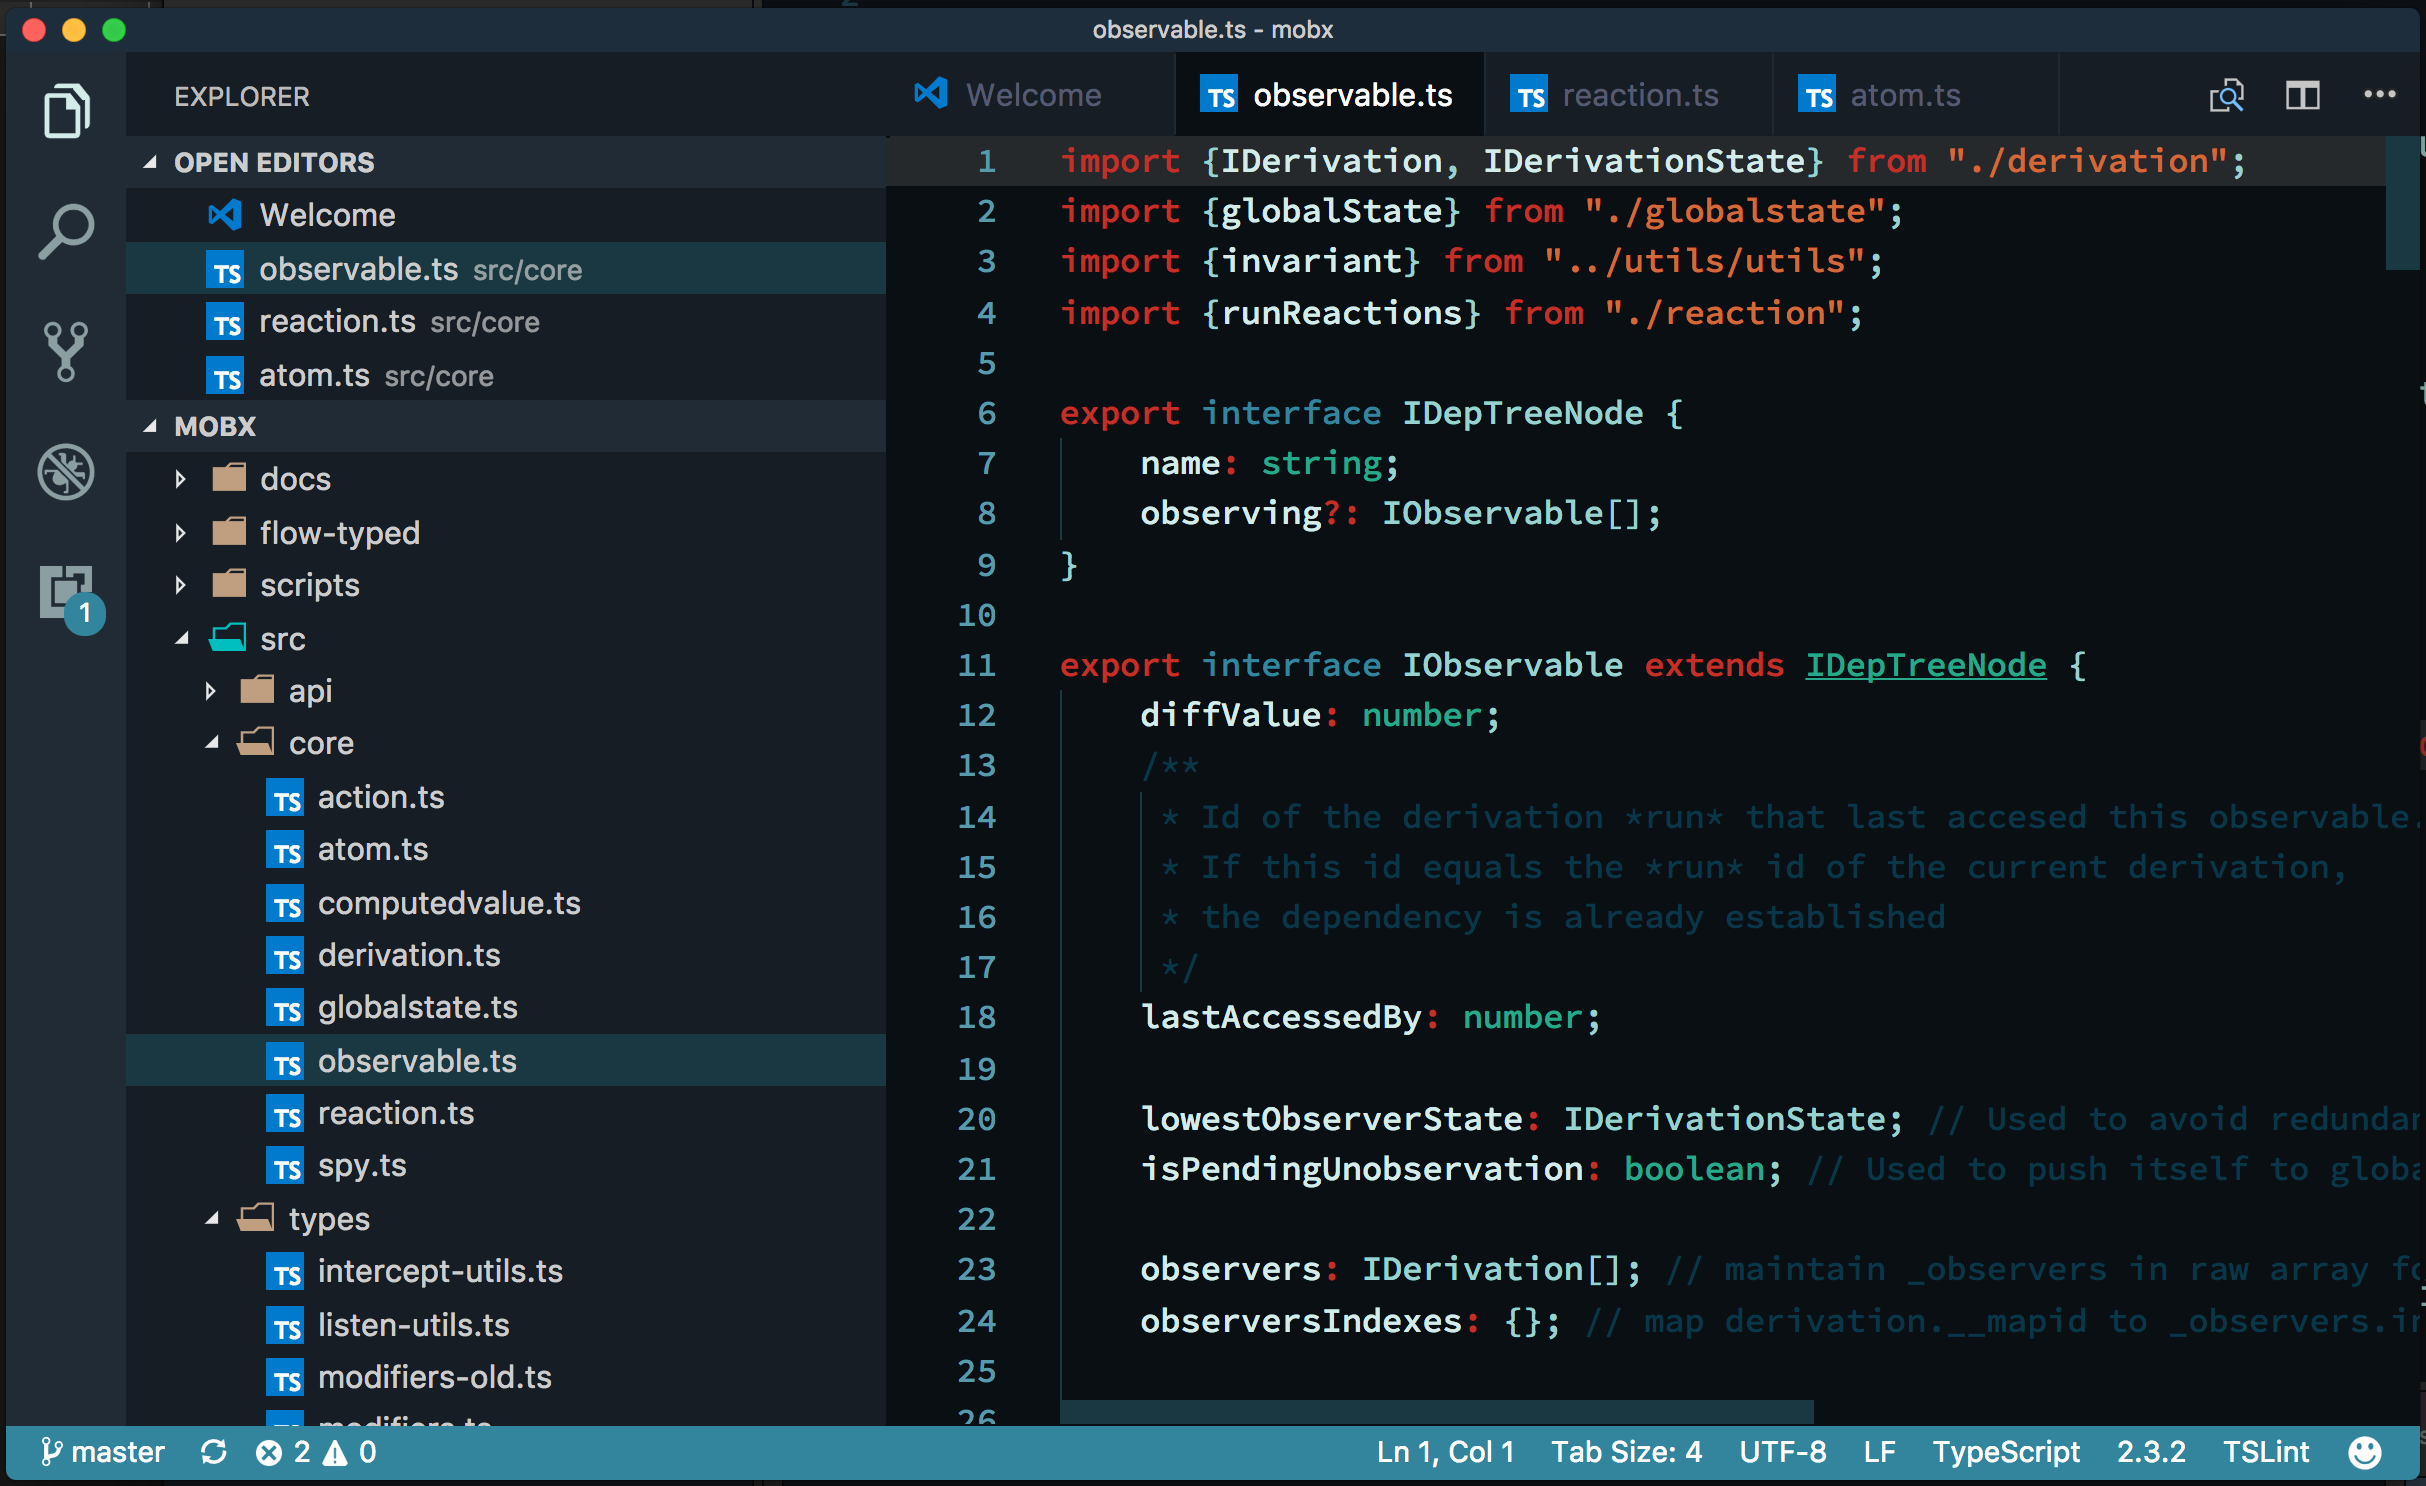 observable.ts - mobx
EXPLORER
OPEN EDITORS
Welcome
TS observable.ts src/core
TS reaction.ts src/core
TS atom.ts src/core
MOBX
docs
flow-typed
scripts
src
api
core
TS action.ts
TS atom.ts
TS computedvalue.ts
TS derivation.ts
TS globalstate.ts
TS observable.ts
TS reaction.ts
TS spy.ts
types
TS intercept-utils.ts
TS listen-utils.ts
TS modifiers-old.ts
modifiers.ts
1
Welcome TS observable.ts TS reaction.ts TS atom.ts
1 import {IDerivation, IDerivationState} from "./derivation";
2 import {globalState} from "./globalstate";
3 import {invariant} from "../utils/utils";
4 import {runReactions} from "./reaction";
5
6 export interface IDepTreeNode {
7 name: string;
8 observing?: IObservable[];
9 }
10
11 export interface IObservable extends IDepTreeNode {
12 diffValue: number;
13 /**
14 * Id of the derivation *run* that last accesed this observable.
15 * If this id equals the *run* id of the current derivation,
16 * the dependency is already established
17 */
18 lastAccessedBy: number;
19
20 lowestObserverState: IDerivationState; // Used to avoid
21 isPendingUnobservation: boolean; // Used to push itself to
22
23 observers: IDerivation[]; // maintain _observers in raw array
24 observersIndexes: {}; // map derivation.__mapid to
25
26
master 2 0 Ln 1, Col 1 Tab Size: 4 UTF-8 LF TypeScript 2.3.2 TSLint